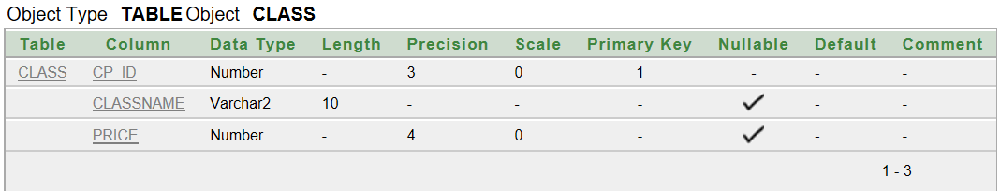 Object Type TABLE Object CLASS
Table Column Data Type Length Precision Scale Primary Key Nullable Default Comment
CLASS CP_ID Number - 3 0 1 - - -
CLASSNAME Varchar2 10 - - - - -
PRICE Number - 4 0 - - -
1 - 3